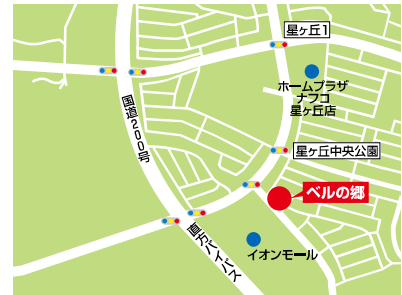 星ヶ丘1
ホームプラザ
ナフコ
星ヶ丘店
国道200号
星ヶ丘中央公園
ベルの郷
直方バイパス
イオンモール